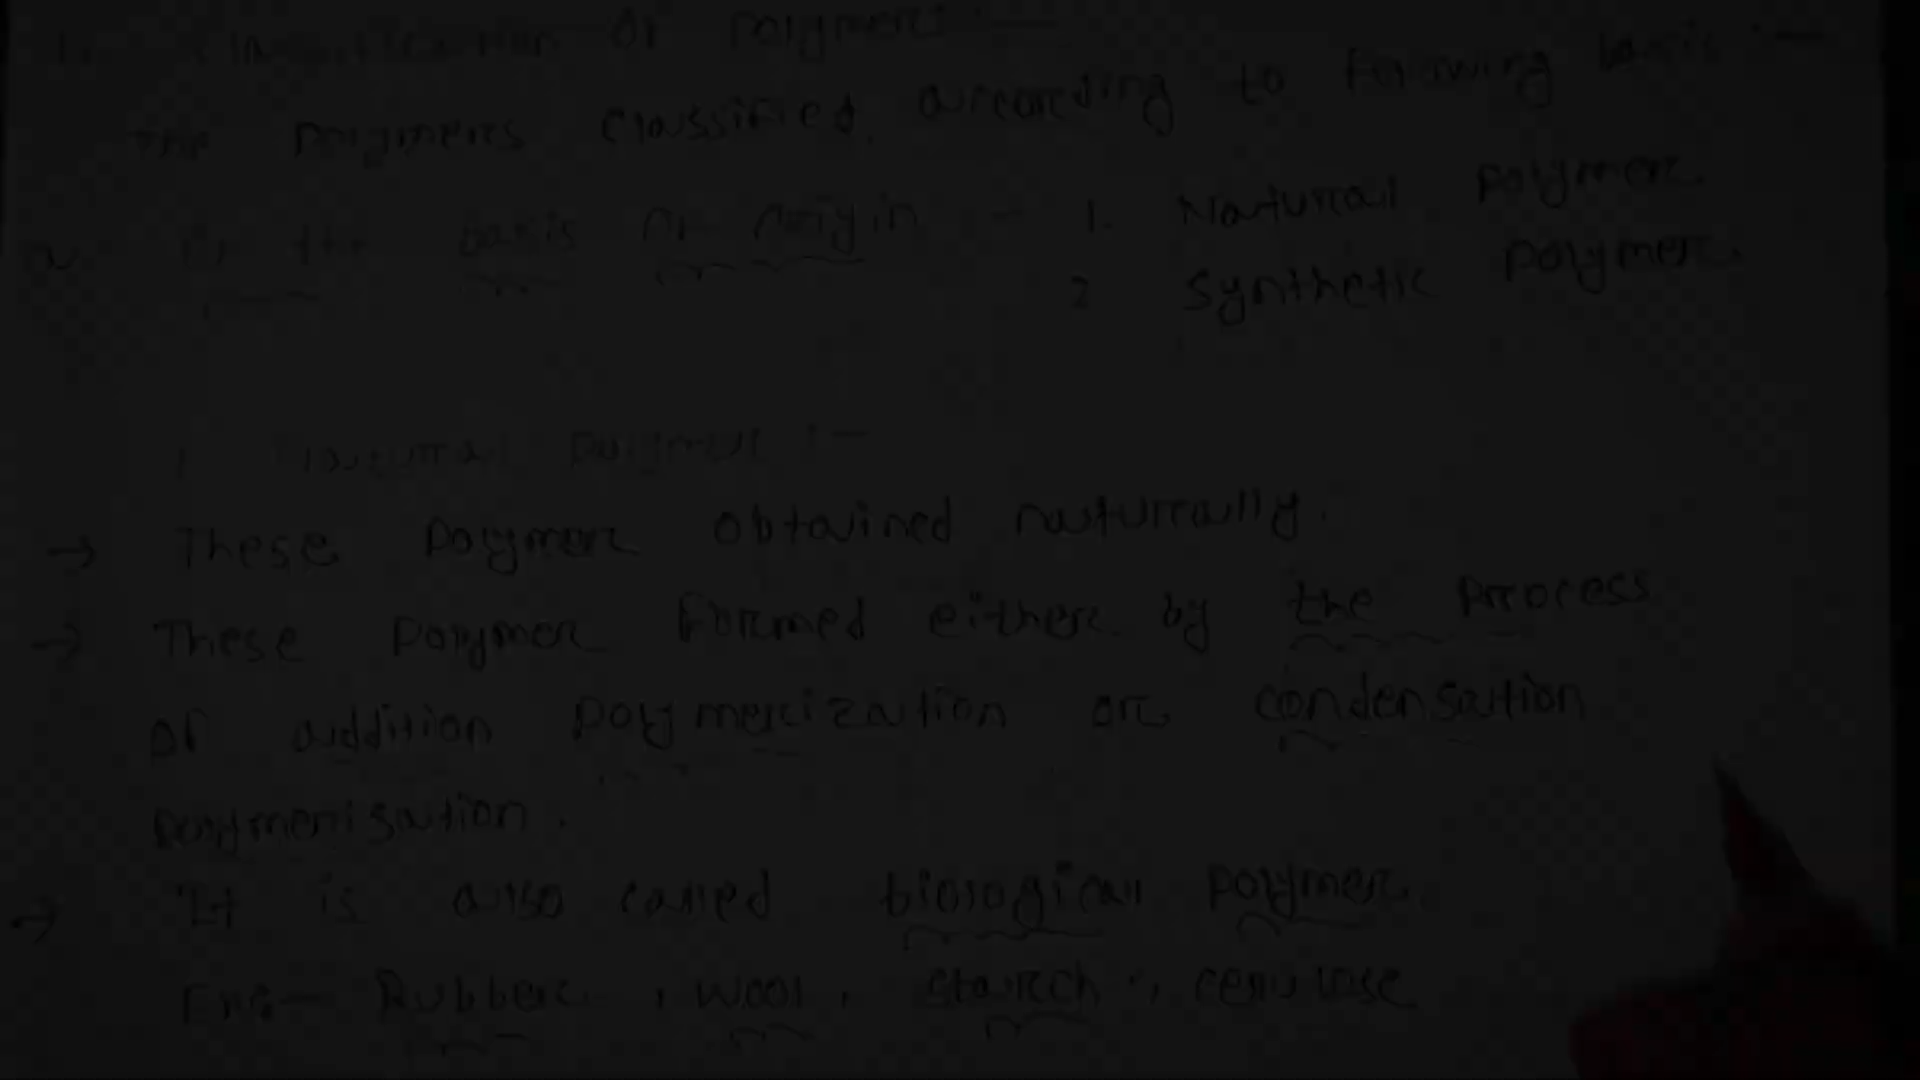 Classification of Polymers :-
The polymers classified according to following basis :-
on the basis of origin - 1. Natural polymer.
2. Synthetic polymer.
1. Natural polymer :-
→ These polymer obtained naturally.
→ These polymer formed either by the process
of addition polymerization or condensation
polymerisation.
→ It is also called biological polymer.
Eng- Rubber, wool, starch, cellulose